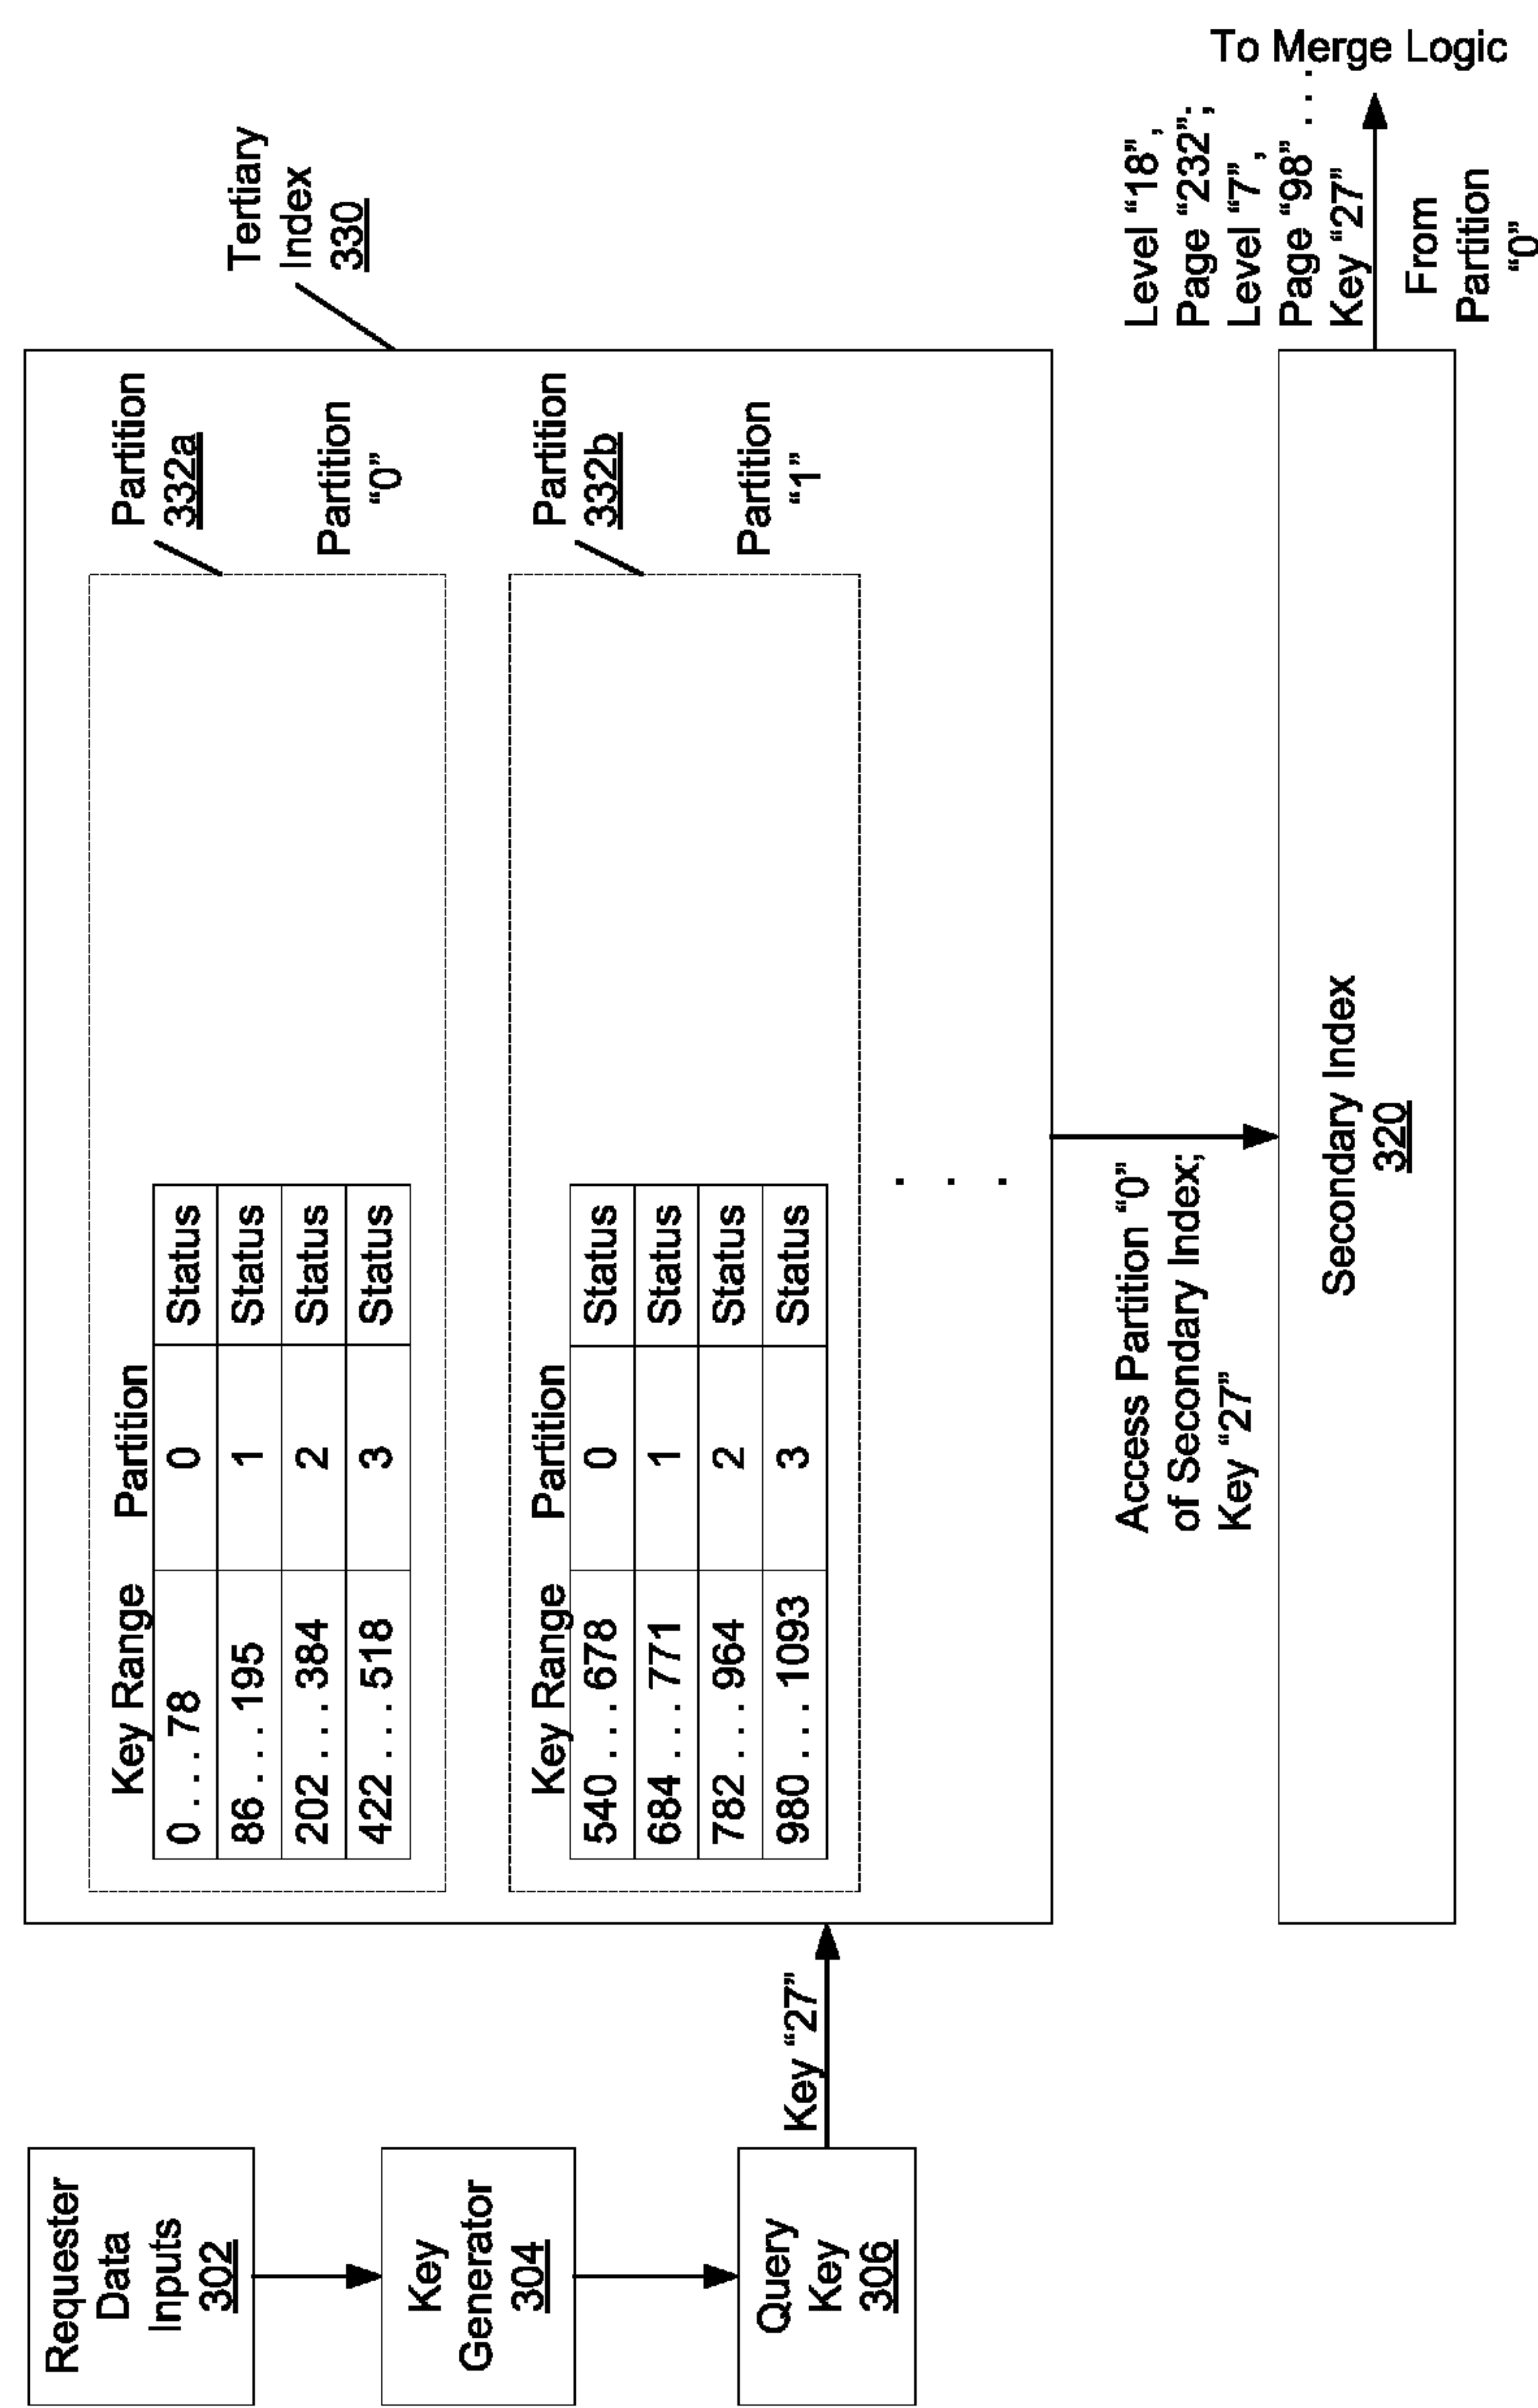 Requester
Data
Inputs
302
Key
Generator
304
Query
Key
306
Key “27”
Tertiary
Index
330
Partition
332a
Partition
“0”
Key Range Partition
0 . . . 78 0 Status
86 . . . 195 1 Status
202 . . . 384 2 Status
422 . . . 518 3 Status
Partition
332b
Partition
“1”
Key Range Partition
540 . . . 678 0 Status
684 . . . 771 1 Status
782 . . . 964 2 Status
980 . . . 1093 3 Status
. . .
Access Partition “0”
of Secondary Index;
Key “27”
Secondary Index
320
Level “18”,
Page “232”;
Level “7”,
Page “98” . . .
Key “27”
To Merge Logic
From
Partition
“0”